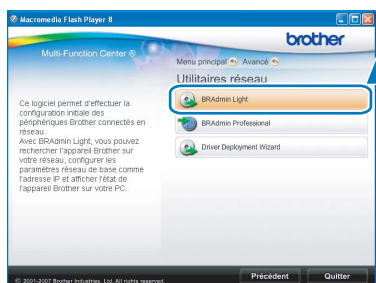 Macromedia Flash Player 8
brother
Multi-Function Center ®
Menu principal Avancé
Utilitaires réseau
BRAdmin Light
BRAdmin Professional
Driver Deployment Wizard
Ce logiciel permet d'effectuer la
configuration initiale des
périphériques Brother connectés en
réseau.
Avec BRAdmin Light, vous pouvez
rechercher l'appareil Brother sur
votre réseau, configurer les
paramètres réseau de base comme
l'adresse IP et afficher l'état de
l'appareil Brother sur votre PC.
Précédent Quitter
© 2001-2007 Brother Industries, Ltd. All rights reserved.